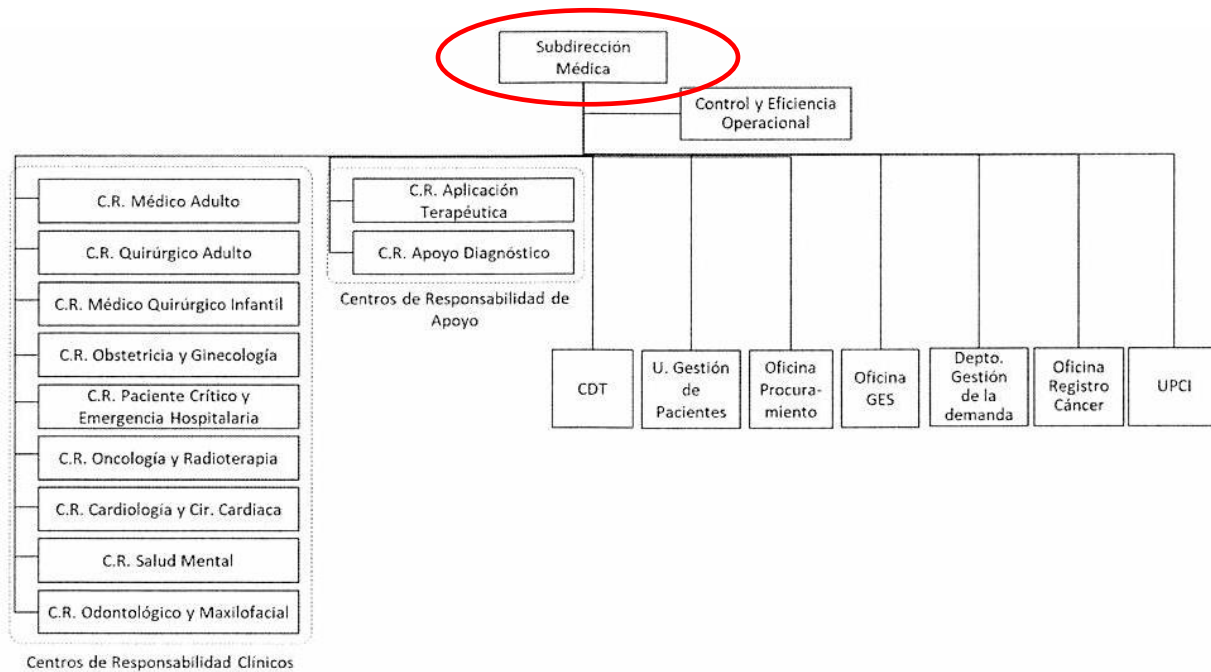 Subdirección
Médica
Control y Eficiencia
Operacional
C.R. Médico Adulto
C.R. Quirúrgico Adulto
C.R. Médico Quirúrgico Infantil
C.R. Obstetricia y Ginecología
C.R. Paciente Crítico y
Emergencia Hospitalaria
C.R. Oncología y Radioterapia
C.R. Cardiología y Cir. Cardiaca
C.R. Salud Mental
C.R. Odontológico y Maxilofacial
Centros de Responsabilidad Clínicos
C.R. Aplicación
Terapéutica
C.R. Apoyo Diagnóstico
Centros de Responsabilidad de
Apoyo
CDT
U. Gestión
de
Pacientes
Oficina
Procura-
miento
Oficina
GES
Depto.
Gestión
de la
demanda
Oficina
Registro
Cáncer
UPCI